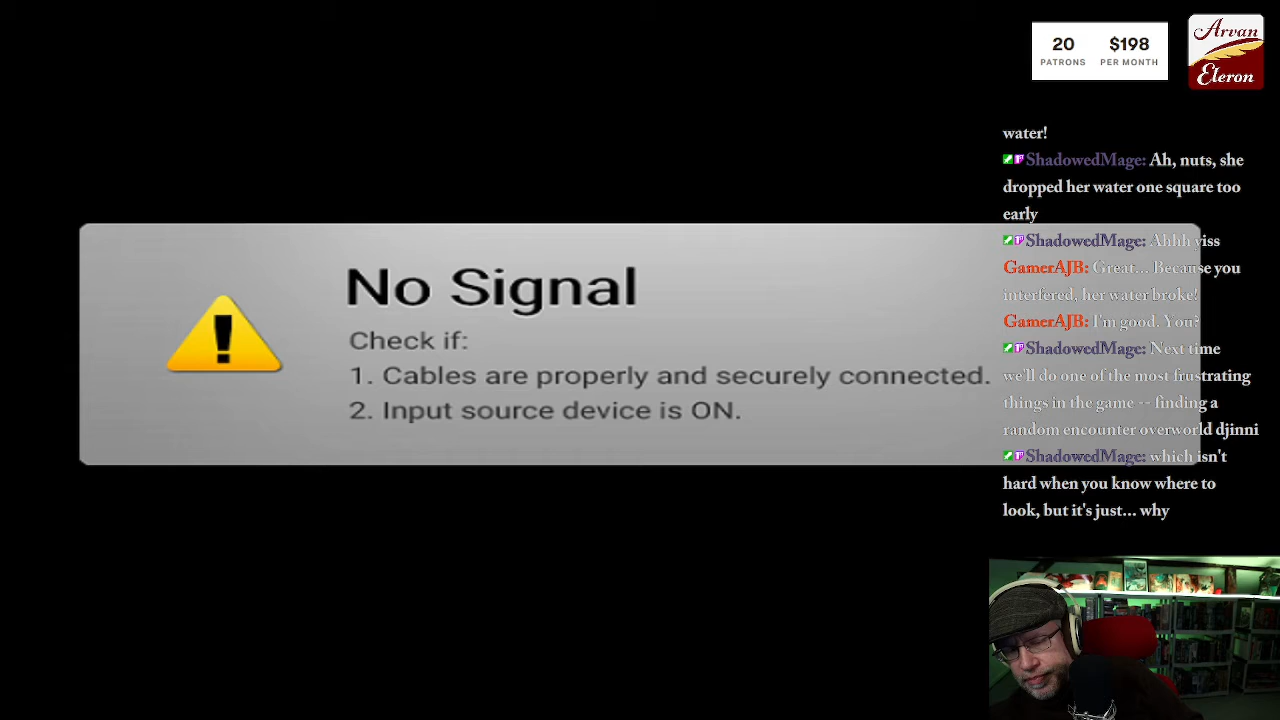 20 $198
PATRONS PER MONTH
Arvan
Eleron
water!
ShadowedMage: Ah, nuts, she
dropped her water one square too
early
ShadowedMage: Ahhh yiss
GamerAJB: Great... Because you
interfered, her water broke!
GamerAJB: I'm good. You?
ShadowedMage: Next time
we'll do one of the most frustrating
things in the game -- finding a
random encounter overworld djinni
ShadowedMage: which isn't
hard when you know where to
look, but it's just... why
No Signal
Check if:
1. Cables are properly and securely connected.
2. Input source device is ON.